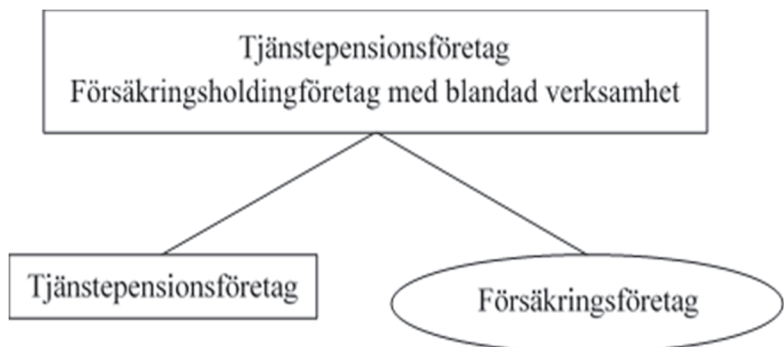 Tjänstepensionsföretag
Försäkringsholdingföretag med blandad verksamhet
Tjänstepensionsföretag
Försäkringsföretag